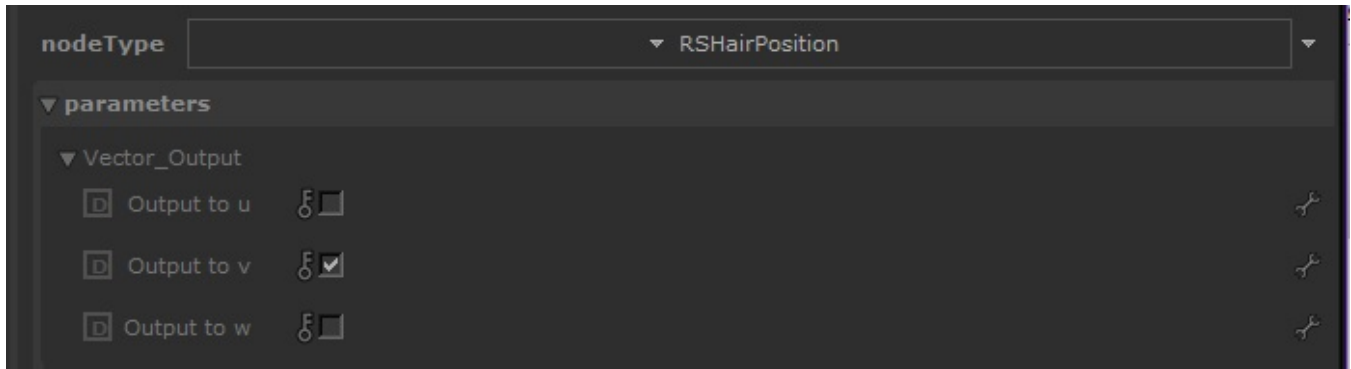 nodeType RSHairPosition
parameters
Vector_Output
D Output to u
D Output to v
D Output to w